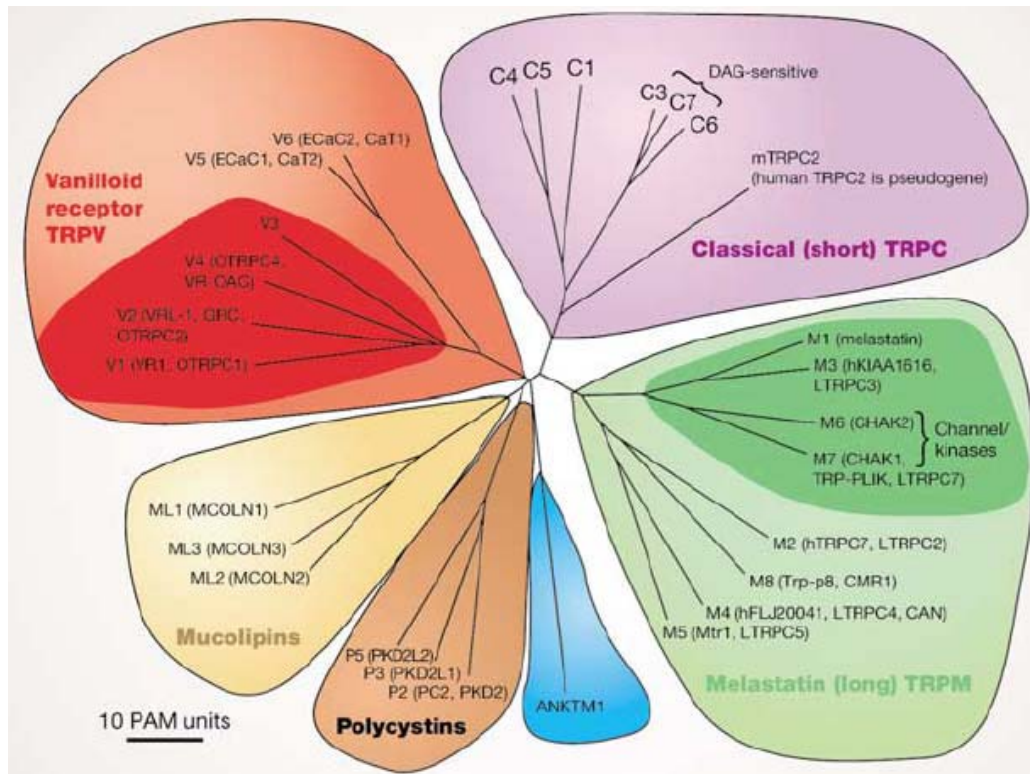 C4 C5 C1
C3
C7
C6
DAG-sensitive
mTRPC2
(human TRPC2 is pseudogene)
Classical (short) TRPC
V6 (ECaC2, CaT1)
V5 (ECaC1, CaT2)
Vanilloid
receptor
TRPV
V3
V4 (OTRPC4,
VR-OAC)
V2 (VRL-1, GRC,
OTRPC2)
V1 (VR1, OTRPC1)
M1 (melastatin)
M3 (hKIAA1616,
LTRPC3)
M6 (CHAK2)
Channel/
kinases
M7 (CHAK1,
TRP-PLIK, LTRPC7)
M2 (hTRPC7, LTRPC2)
M8 (Trp-p8, CMR1)
M4 (hFLJ20041, LTRPC4, CAN)
M5 (Mtr1, LTRPC5)
Melastatin (long) TRPM
ML1 (MCOLN1)
ML3 (MCOLN3)
ML2 (MCOLN2)
Mucolipins
P5 (PKD2L2)
P3 (PKD2L1)
P2 (PC2, PKD2)
Polycystins
ANKTM1
10 PAM units